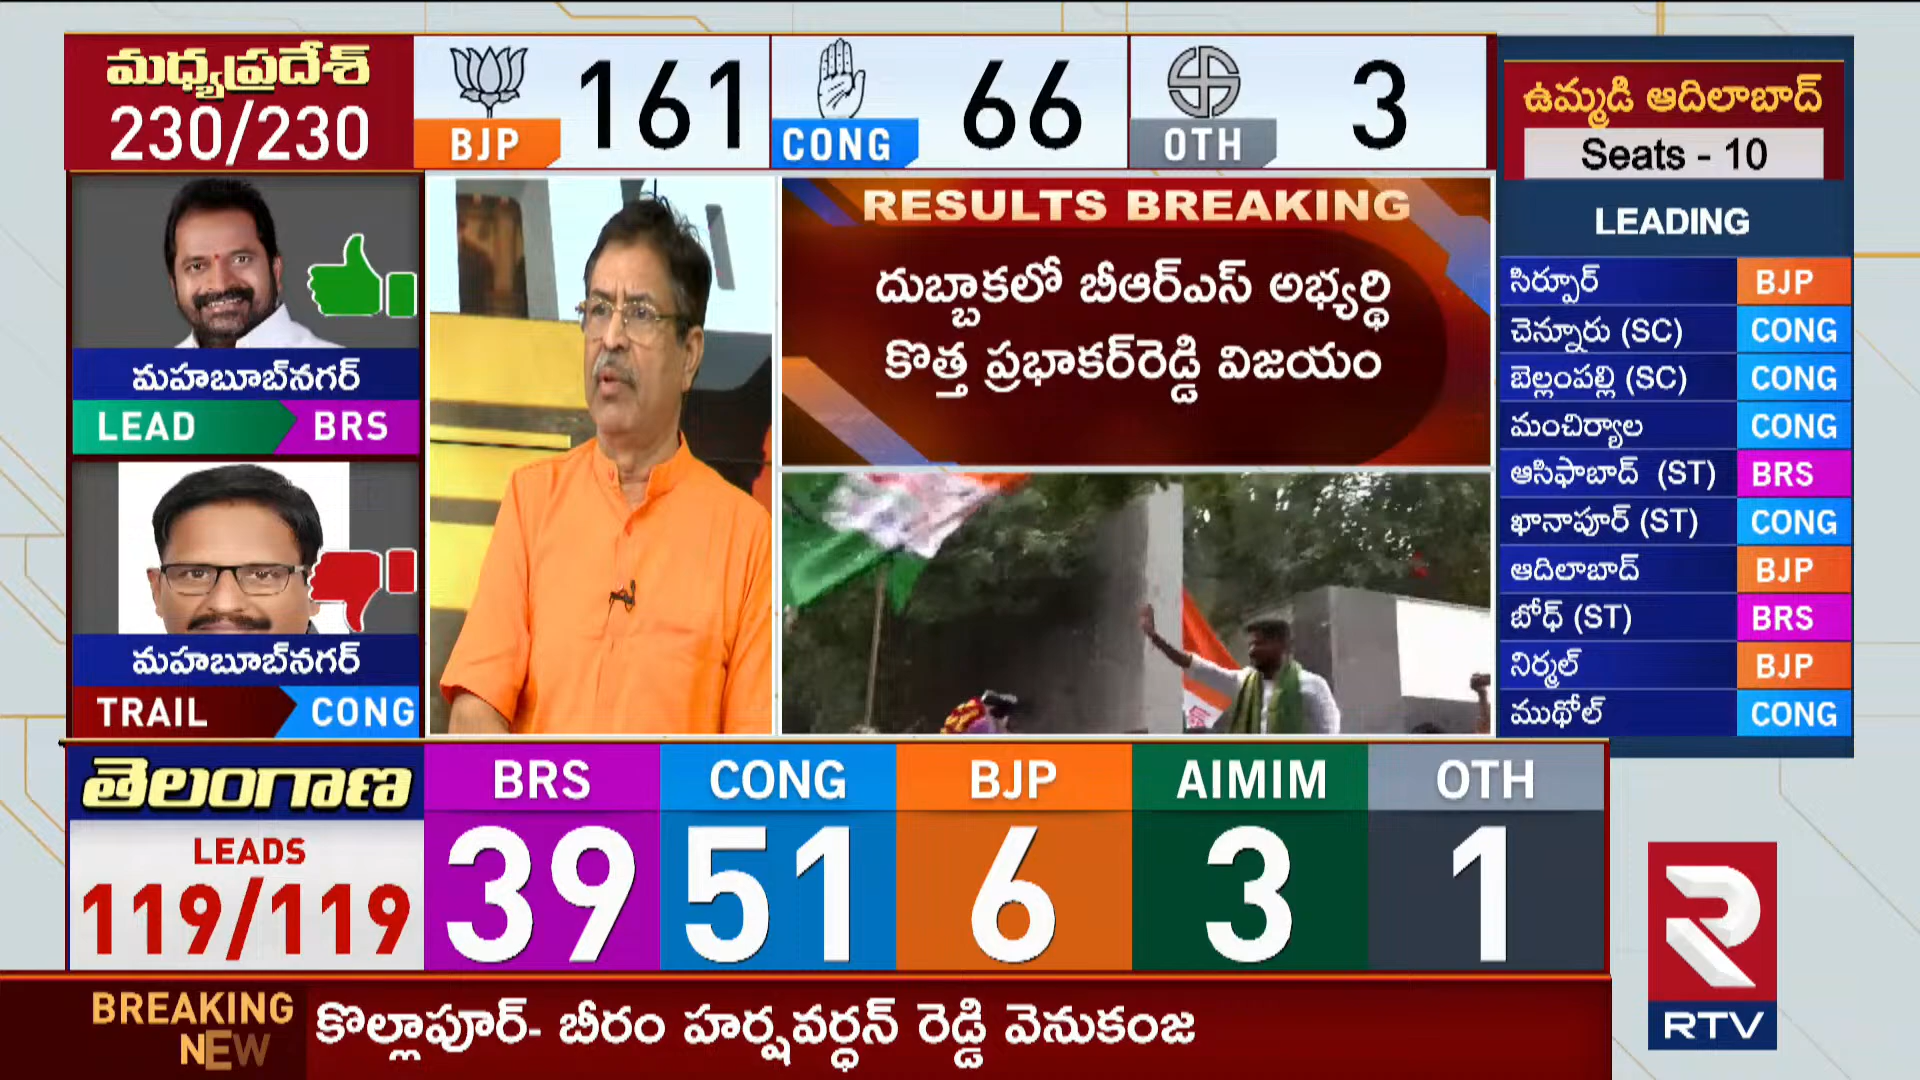 మధ్యప్రదేశ్
230/230
BJP
161
CONG
66
OTH
3
ఉమ్మడి ఆదిలాబాద్
Seats - 10
LEADING
సిర్పూర్ BJP
చెన్నూరు (SC) CONG
బెల్లంపల్లి (SC) CONG
మంచిర్యాల CONG
ఆసిఫాబాద్ (ST) BRS
ఖానాపూర్ (ST) CONG
ఆదిలాబాద్ BJP
బోథ్ (ST) BRS
నిర్మల్ BJP
ముథోల్ CONG
మహబూబ్‌నగర్
LEAD BRS
మహబూబ్‌నగర్
TRAIL CONG
RESULTS BREAKING
దుబ్బాకలో బీఆర్ఎస్ అభ్యర్థి
కొత్త ప్రభాకర్‌రెడ్డి విజయం
తెలంగాణ
LEADS
119/119
BRS
39
CONG
51
BJP
6
AIMIM
3
OTH
1
BREAKING
NEW
కొల్లాపూర్- బీరం హర్షవర్ధన్ రెడ్డి వెనుకంజ
RTV